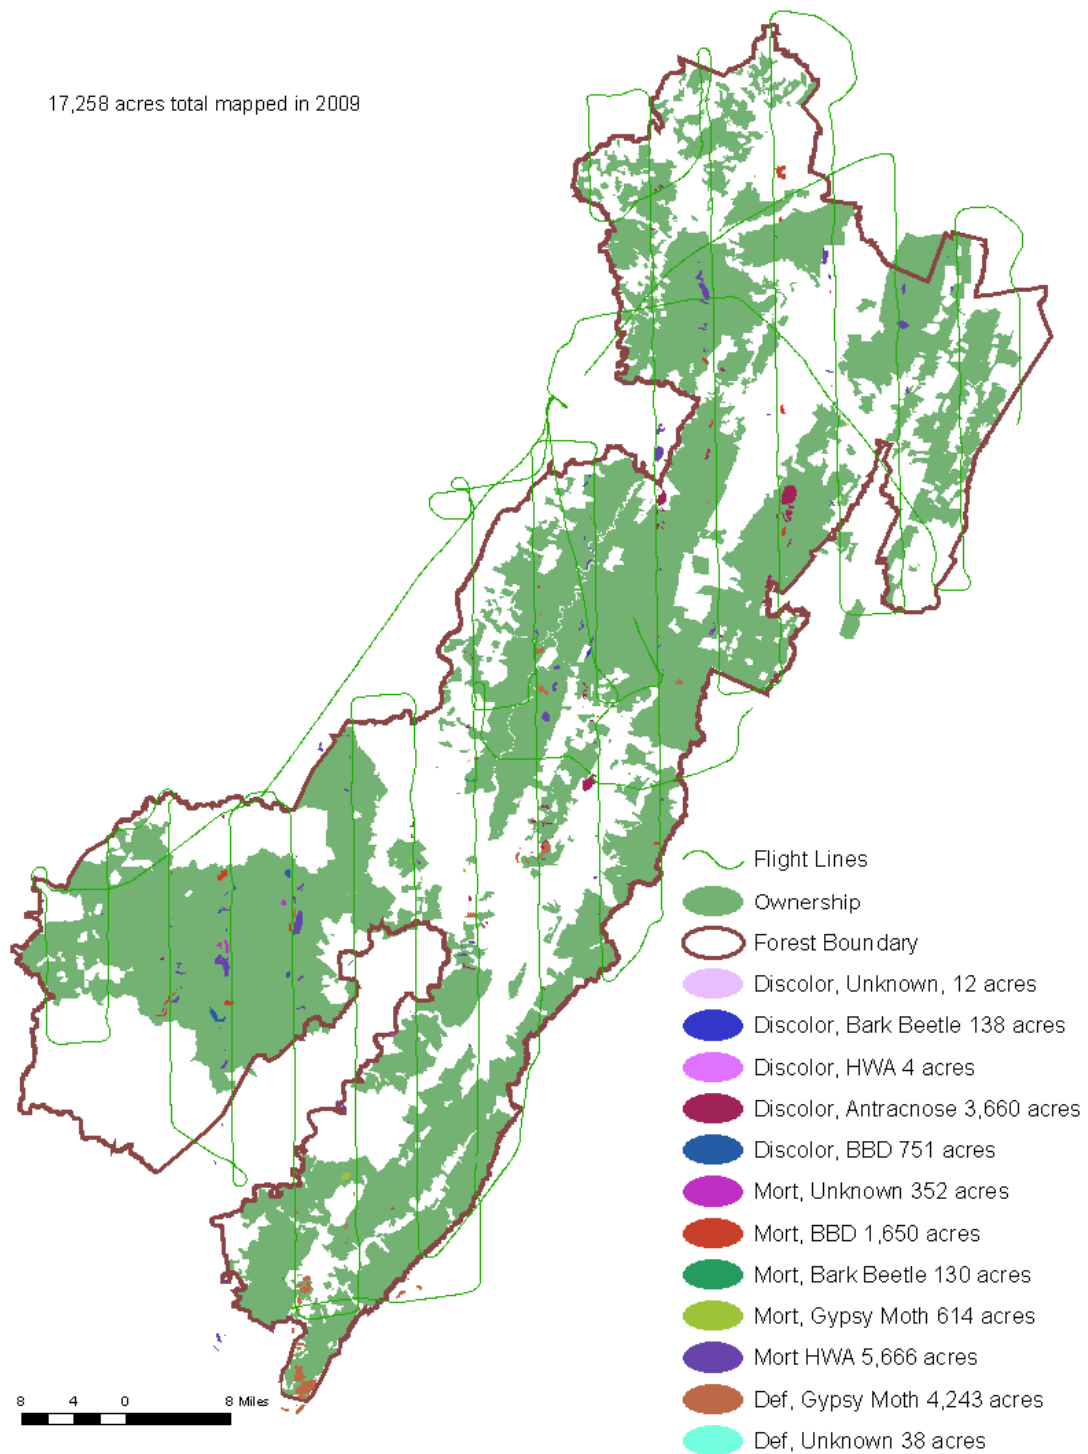 17,258 acres total mapped in 2009
Flight Lines
Ownership
Forest Boundary
Discolor, Unknown, 12 acres
Discolor, Bark Beetle 138 acres
Discolor, HWA 4 acres
Discolor, Antracnose 3,660 acres
Discolor, BBD 751 acres
Mort, Unknown 352 acres
Mort, BBD 1,650 acres
Mort, Bark Beetle 130 acres
Mort, Gypsy Moth 614 acres
Mort HWA 5,666 acres
Def, Gypsy Moth 4,243 acres
Def, Unknown 38 acres
8 4 0 8 Miles